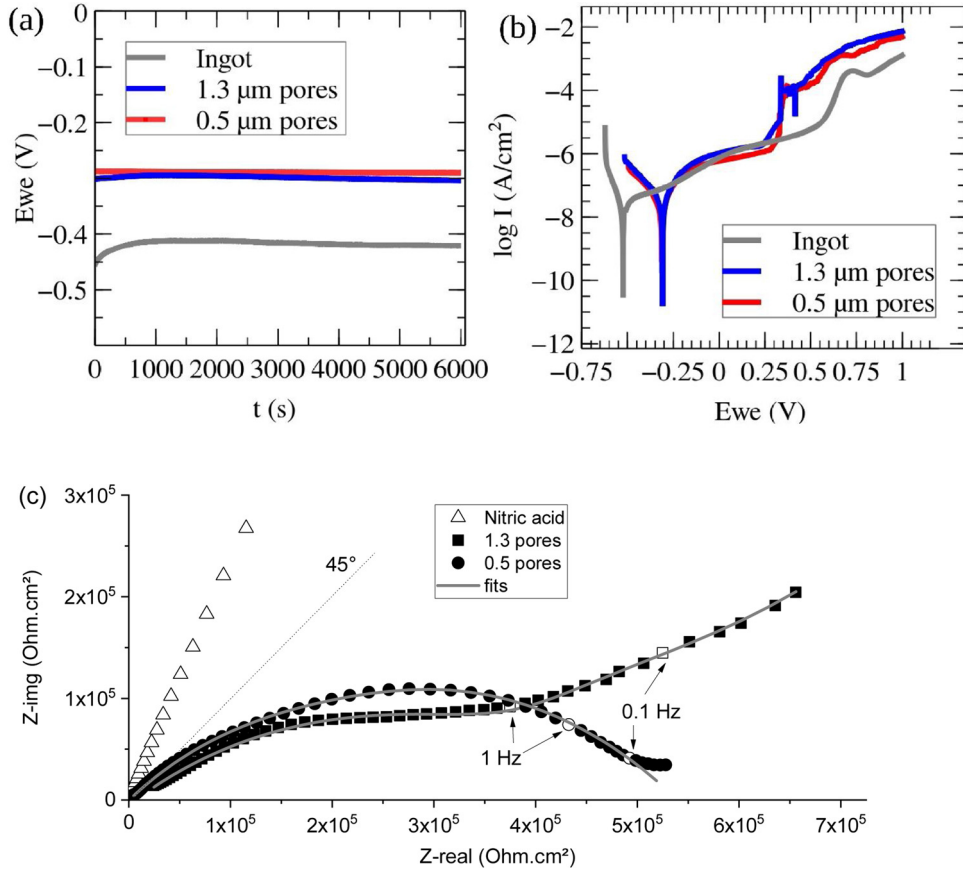 (a)
0
−0.1
−0.2
−0.3
−0.4
−0.5
Ewe (V)
Ingot
1.3 µm pores
0.5 µm pores
0 1000 2000 3000 4000 5000 6000
t (s)
(b)
−2
−4
−6
−8
−10
−12
log I (A/cm²)
Ingot
1.3 µm pores
0.5 µm pores
−0.75 −0.25 0 0.25 0.5 0.75 1
Ewe (V)
(c)
3x10⁵
2x10⁵
1x10⁵
0
Z-img (Ohm.cm²)
Nitric acid
1.3 pores
0.5 pores
fits
45°
0.1 Hz
1 Hz
0 1x10⁵ 2x10⁵ 3x10⁵ 4x10⁵ 5x10⁵ 6x10⁵ 7x10⁵
Z-real (Ohm.cm²)